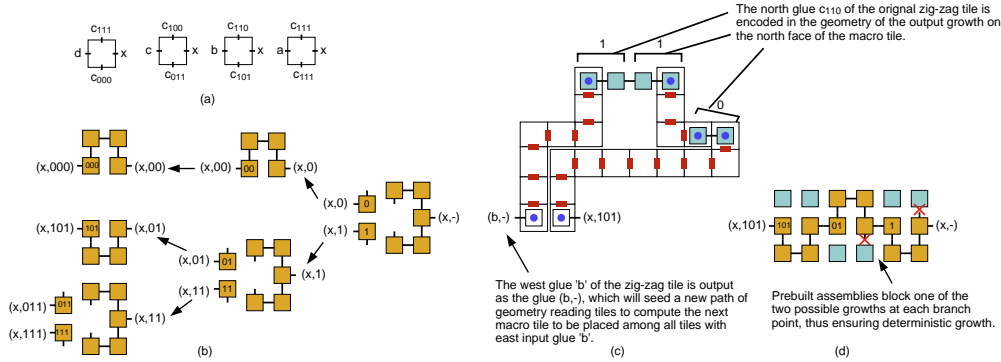 c111 c100 c110 c111
d x c x b x a x
c000 c011 c101 c111
(a)
(x,000) 000 (x,00) (x,00) 00 (x,0)
(x,0) 0 (x,-)
(x,1) 1
(x,101) 101 (x,01) (x,01) 01 (x,1)
(x,11) 11
(x,011) 011 (x,11)
(x,111) 111
(b)
The north glue c110 of the orignal zig-zag tile is
encoded in the geometry of the output growth on
the north face of the macro tile.
1 1
0
(b,-) (x,101)
The west glue 'b' of the zig-zag tile is output
as the glue (b,-), which will seed a new path of
geometry reading tiles to compute the next
macro tile to be placed among all tiles with
east input glue 'b'.
(c)
(x,101) 101 01 1 (x,-)
Prebuilt assemblies block one of the
two possible growths at each branch
point, thus ensuring deterministic growth.
(d)